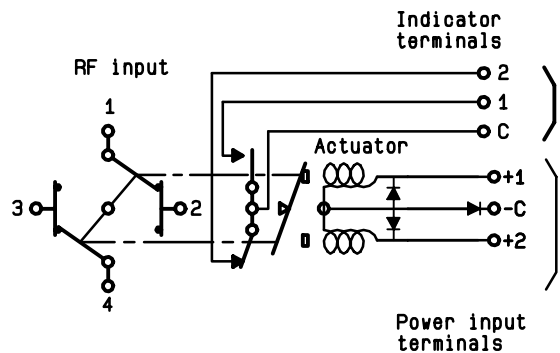 Indicator
terminals
RF input
2
1
1
C
Actuator
+1
3
2
-C
+2
4
Power input
terminals